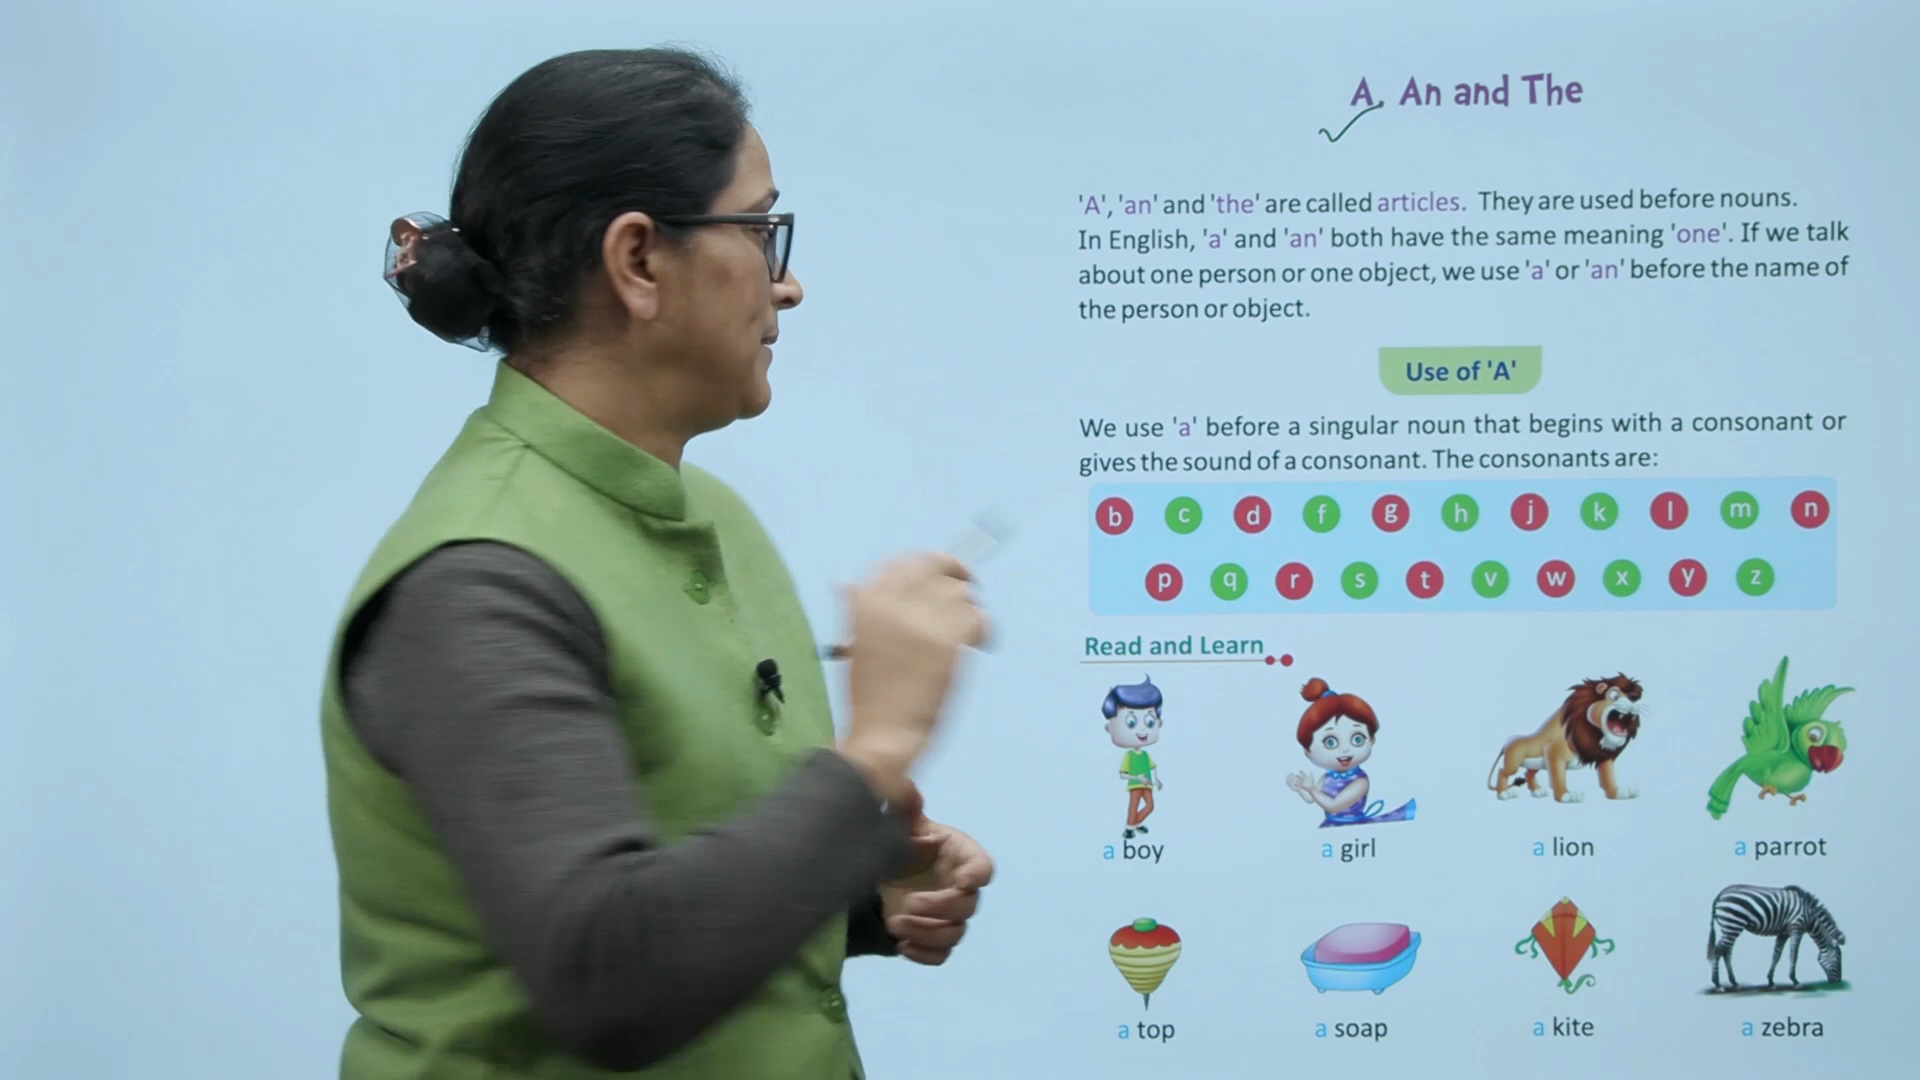 A, An and The
'A', 'an' and 'the' are called articles. They are used before nouns.
In English, 'a' and 'an' both have the same meaning 'one'. If we talk
about one person or one object, we use 'a' or 'an' before the name of
the person or object.
Use of 'A'
We use 'a' before a singular noun that begins with a consonant or
gives the sound of a consonant. The consonants are:
b c d f g h j k l m n
p q r s t v w x y z
Read and Learn
a boy a girl a lion a parrot
a top a soap a kite a zebra